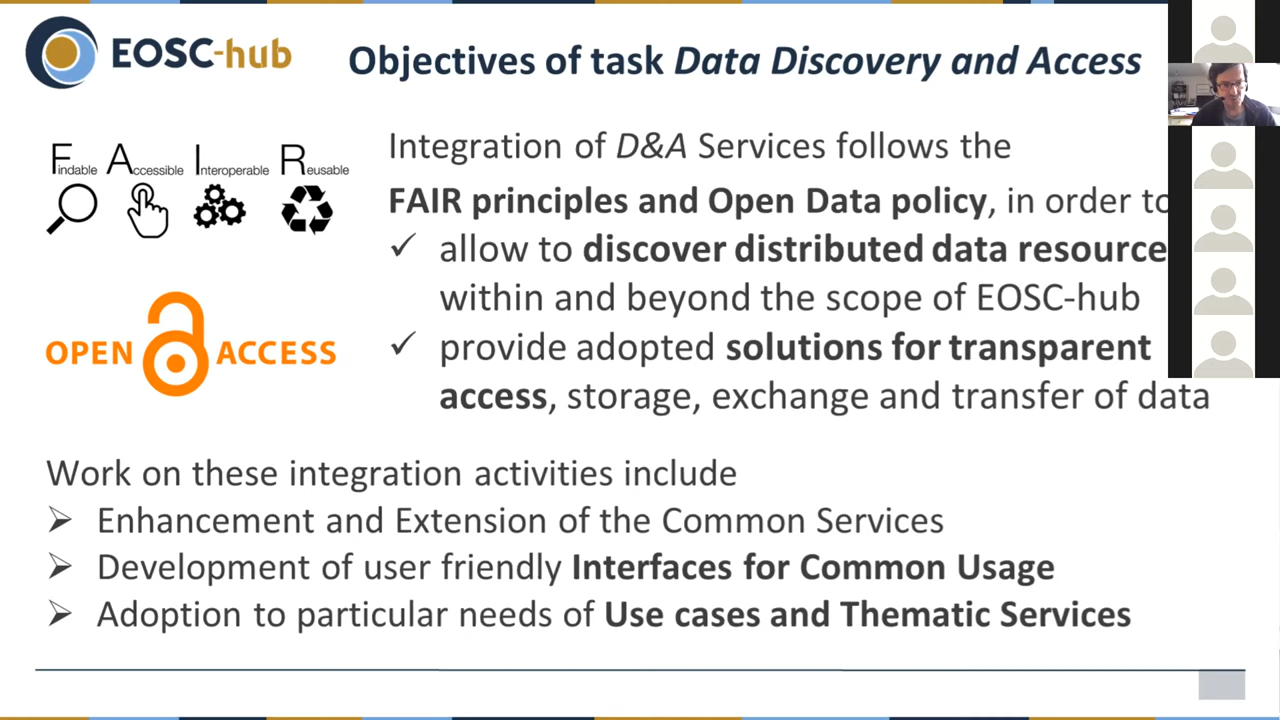 EOSC-hub
Objectives of task Data Discovery and Access
Findable Accessible Interoperable Reusable
OPEN ACCESS
Integration of D&A Services follows the
FAIR principles and Open Data policy, in order to
✓ allow to discover distributed data resource
within and beyond the scope of EOSC-hub
✓ provide adopted solutions for transparent
access, storage, exchange and transfer of data
Work on these integration activities include
➢ Enhancement and Extension of the Common Services
➢ Development of user friendly Interfaces for Common Usage
➢ Adoption to particular needs of Use cases and Thematic Services